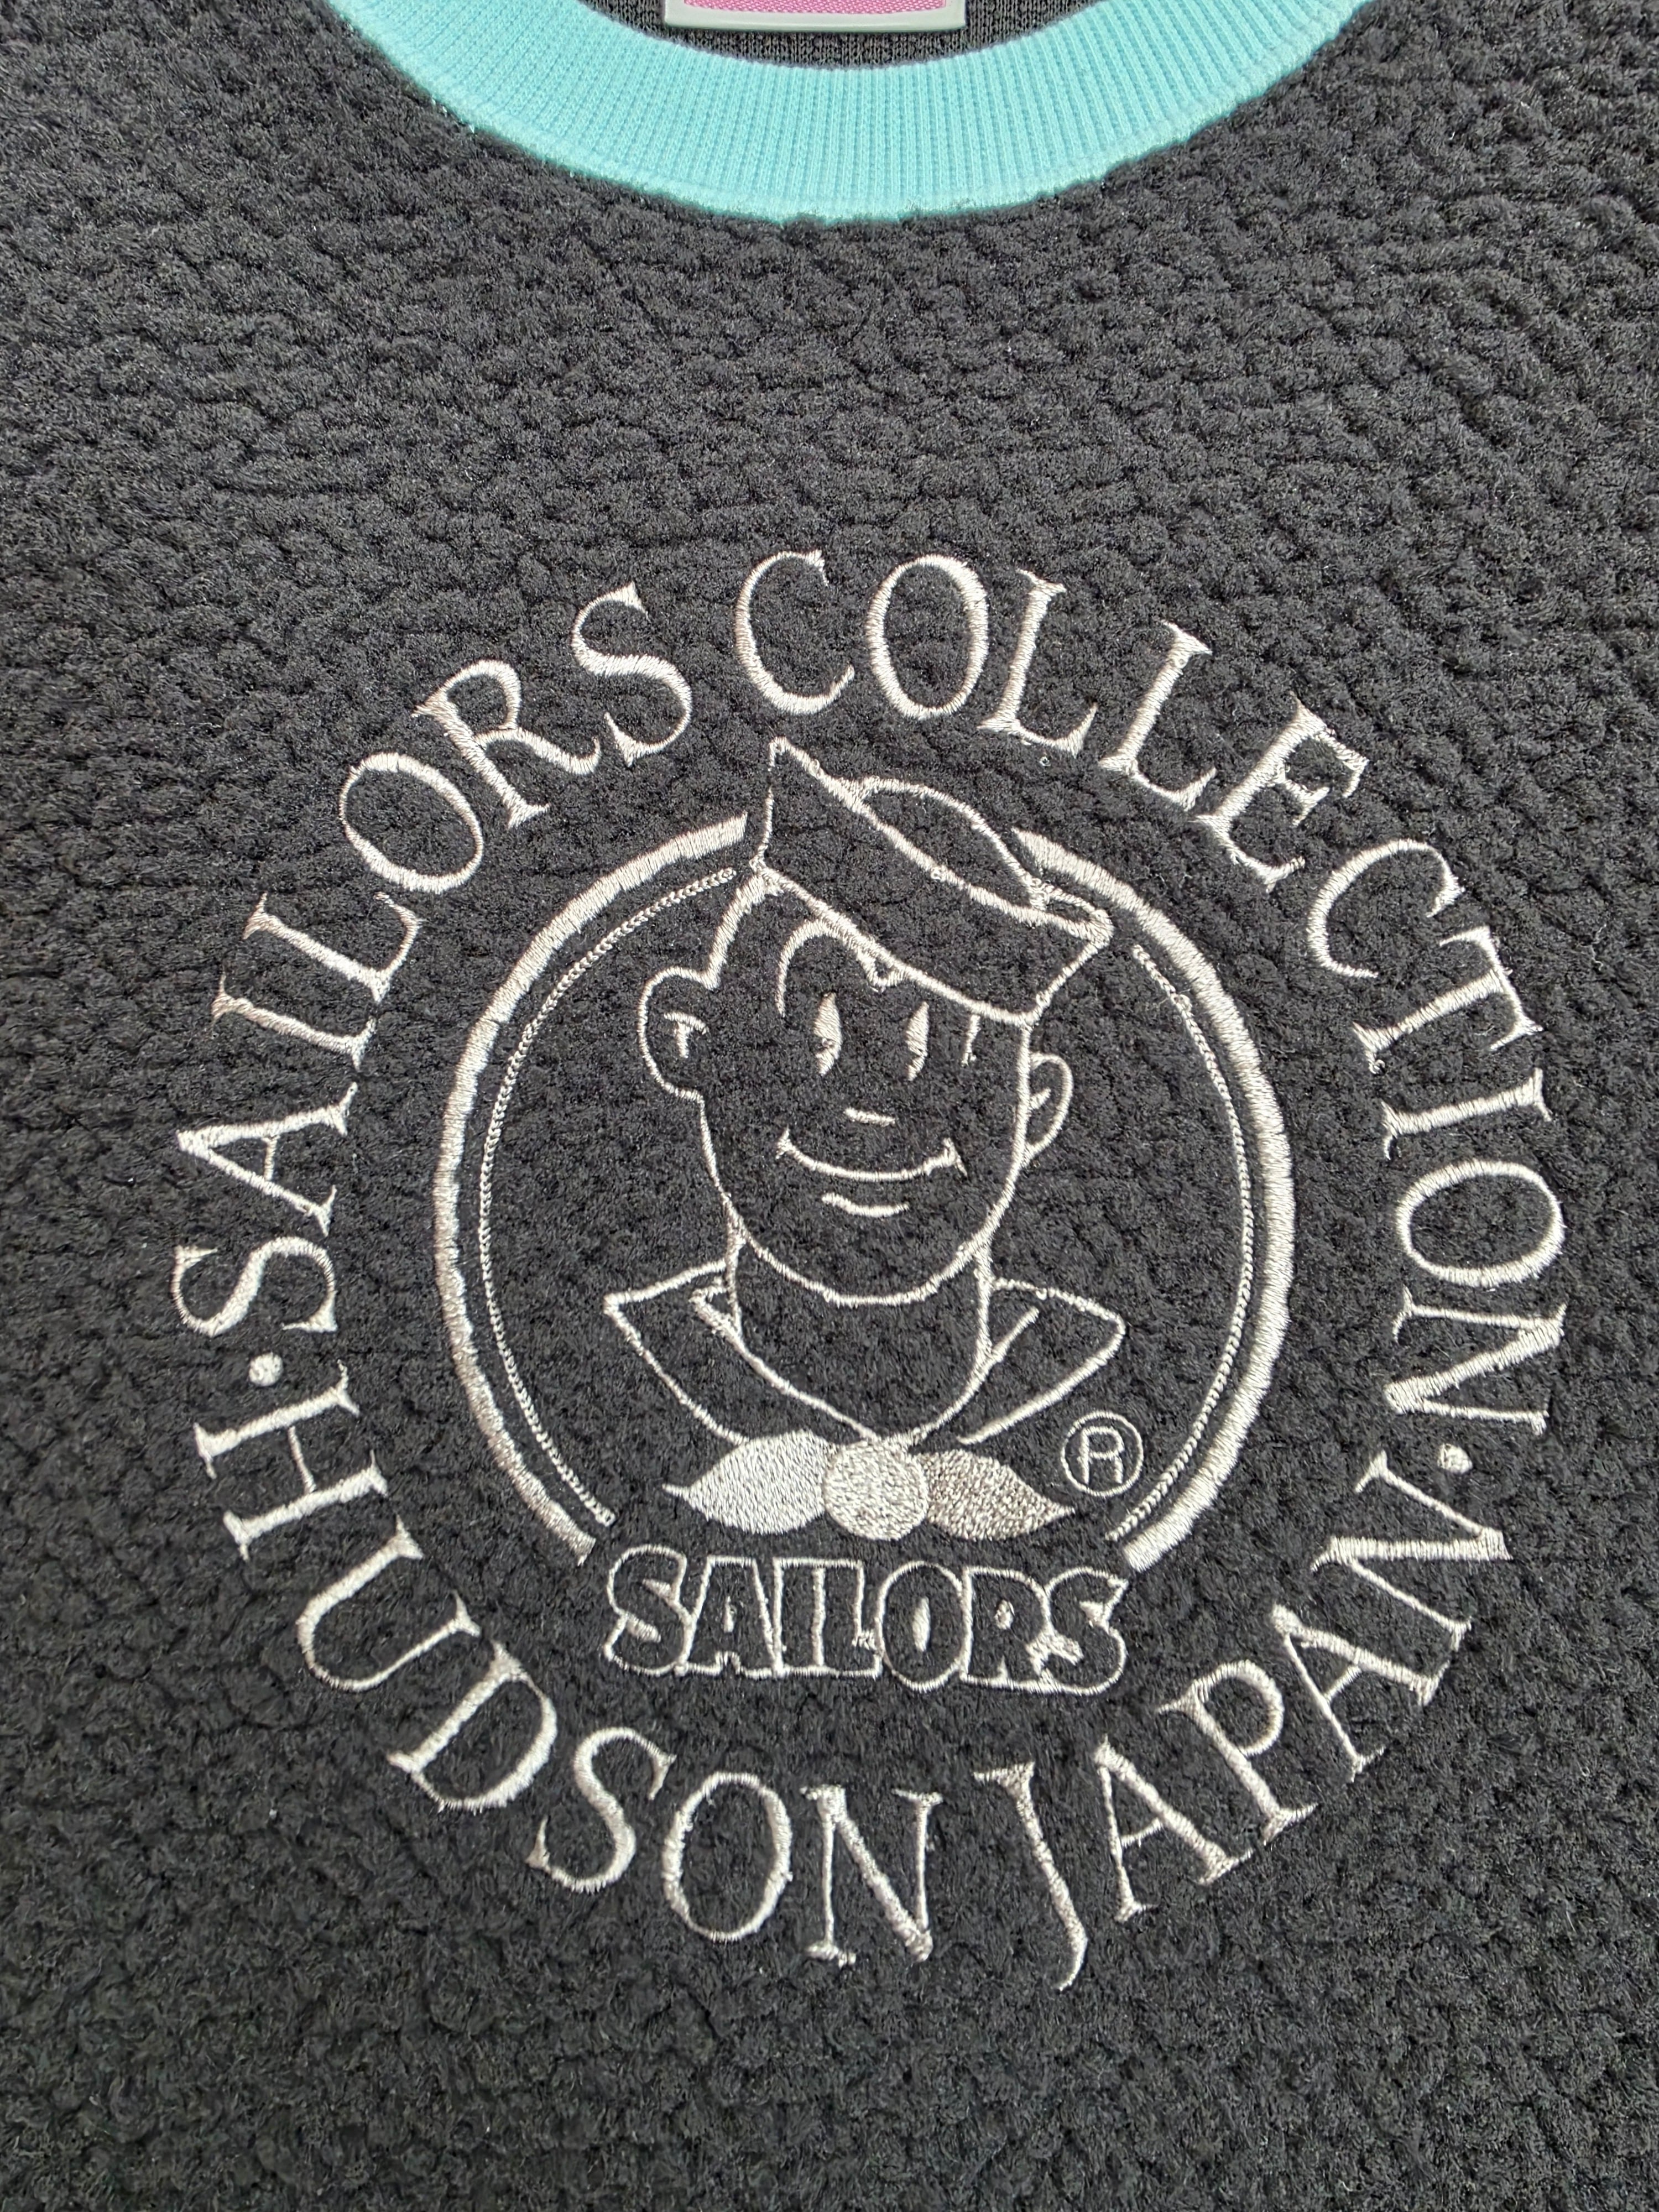 SAILORS COLLECTION
·H·HUDSON JAPAN·
®
SAILORS